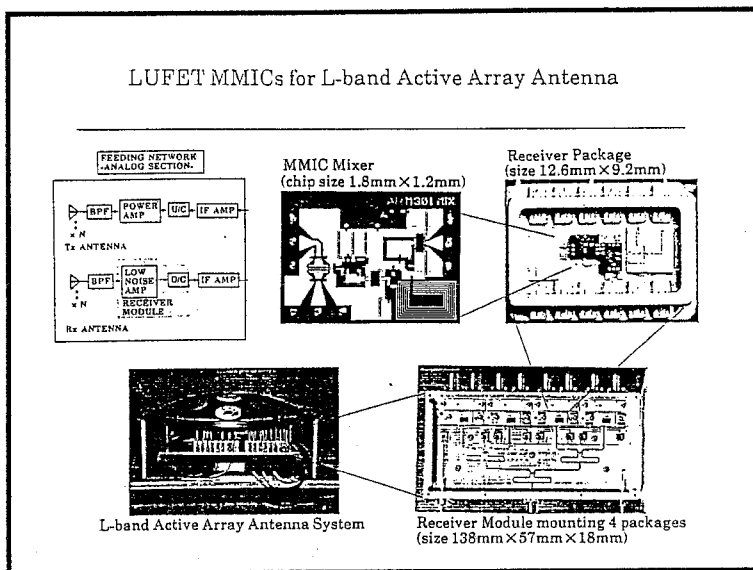 LUFET MMICs for L-band Active Array Antenna
FEEDING NETWORK
-ANALOG SECTION-
BPF
POWER
AMP
U/C
IF AMP
x N
Tx ANTENNA
BPF
LOW
NOISE
AMP
D/C
IF AMP
x N
RECEIVER
MODULE
Rx ANTENNA
MMIC Mixer
(chip size 1.8mm×1.2mm)
MIX
Receiver Package
(size 12.6mm×9.2mm)
L-band Active Array Antenna System
Receiver Module mounting 4 packages
(size 138mm×57mm×18mm)